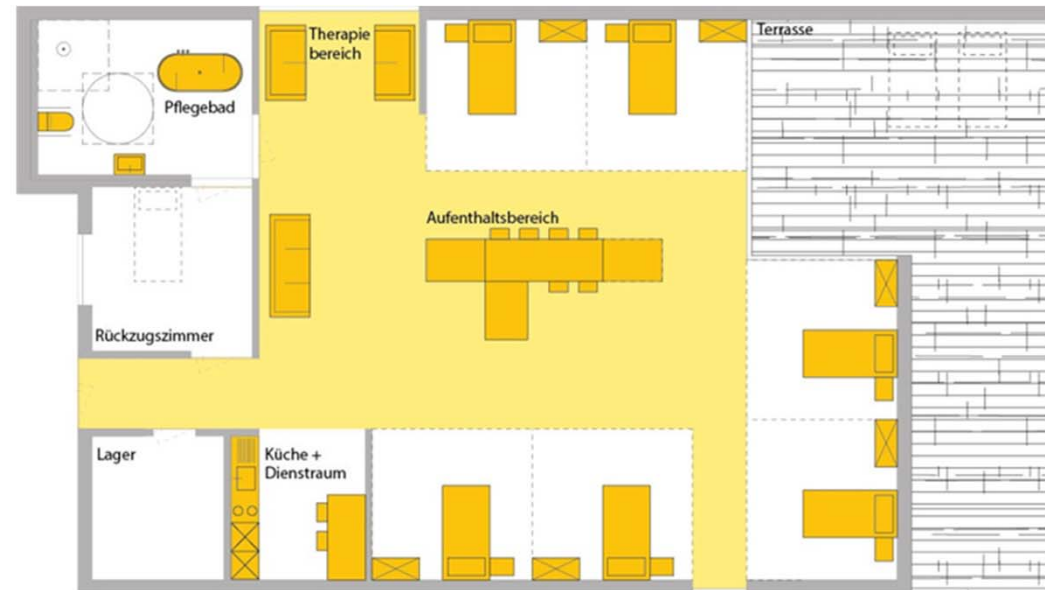 Therapie
bereich
Terrasse
Pflegebad
Aufenthaltsbereich
Rückzugszimmer
Lager
Küche +
Dienstraum